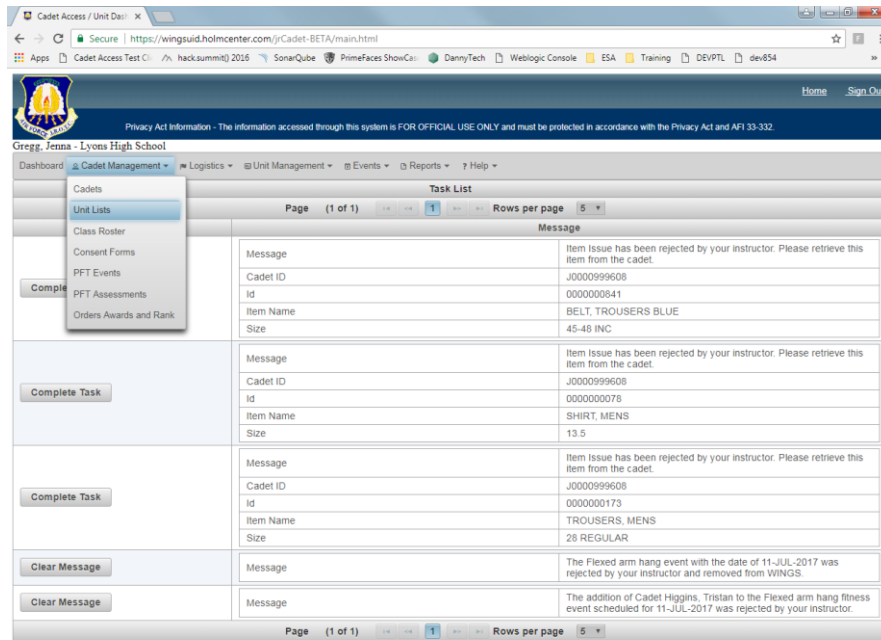 Cadet Access / Unit Dash
Secure | https://wingsuid.holmcenter.com/jrCadet-BETA/main.html
Apps Cadet Access Test Cli hack.summit() 2016 SonarQube PrimeFaces ShowCas DannyTech Weblogic Console ESA Training DEVPTL dev854 »
Home Sign Ou
Privacy Act Information - The information accessed through this system is FOR OFFICIAL USE ONLY and must be protected in accordance with the Privacy Act and AFI 33-332.
Gregg, Jenna - Lyons High School
Dashboard Cadet Management Logistics Unit Management Events Reports ? Help
Cadets
Unit Lists
Class Roster
Consent Forms
PFT Events
PFT Assessments
Orders Awards and Rank
Task List
Page (1 of 1) 1 Rows per page 5
Message
Comple
Message Item Issue has been rejected by your instructor. Please retrieve this
item from the cadet.
Cadet ID J0000999608
Id 0000000841
Item Name BELT, TROUSERS BLUE
Size 45-48 INC
Complete Task
Message Item Issue has been rejected by your instructor. Please retrieve this
item from the cadet.
Cadet ID J0000999608
Id 0000000078
Item Name SHIRT, MENS
Size 13.5
Complete Task
Message Item Issue has been rejected by your instructor. Please retrieve this
item from the cadet.
Cadet ID J0000999608
Id 0000000173
Item Name TROUSERS, MENS
Size 28 REGULAR
Clear Message
Message The Flexed arm hang event with the date of 11-JUL-2017 was
rejected by your instructor and removed from WINGS.
Clear Message
Message The addition of Cadet Higgins, Tristan to the Flexed arm hang fitness
event scheduled for 11-JUL-2017 was rejected by your instructor.
Page (1 of 1) 1 Rows per page 5